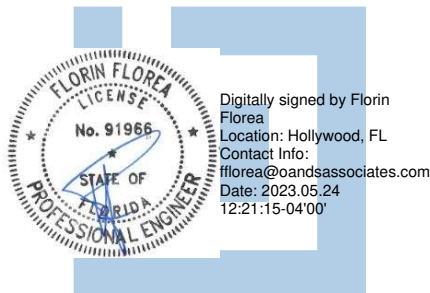 FLORIN FLOREA
LICENSE
No. 91966
STATE OF
FLORIDA
PROFESSIONAL ENGINEER
Digitally signed by Florin
Florea
Location: Hollywood, FL
Contact Info:
fflorea@oandsassociates.com
Date: 2023.05.24
12:21:15-04'00'